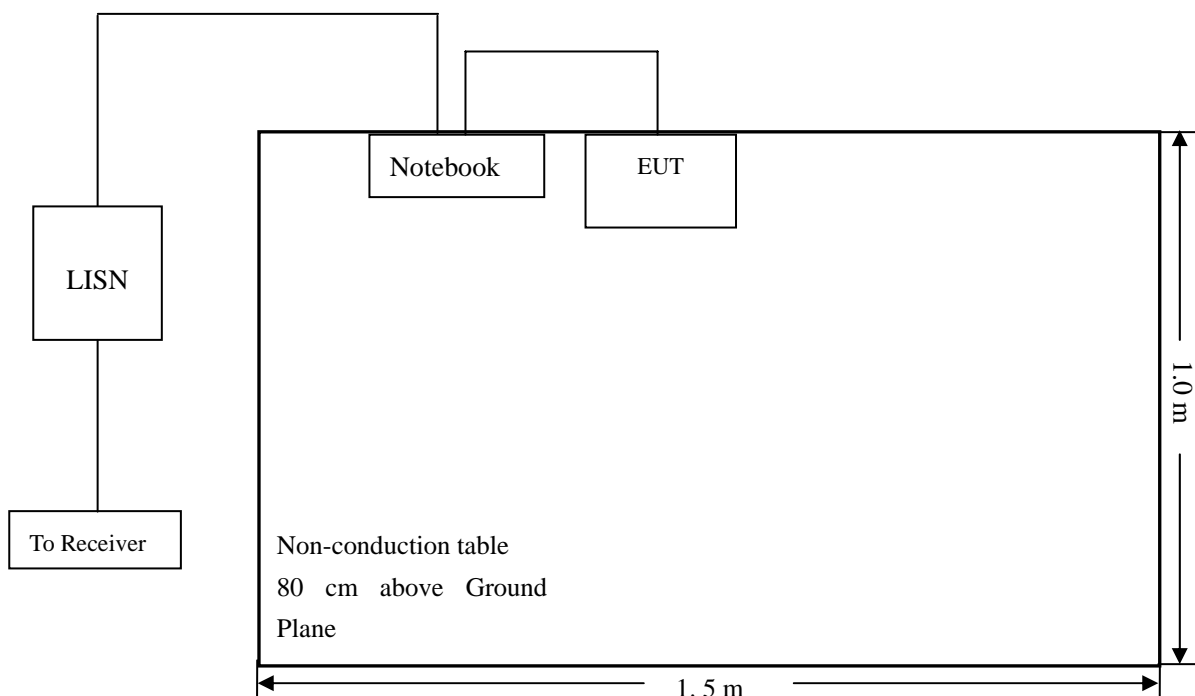 Notebook
EUT
LISN
1.0 m
To Receiver
Non-conduction table
80 cm above Ground
Plane
1. 5 m